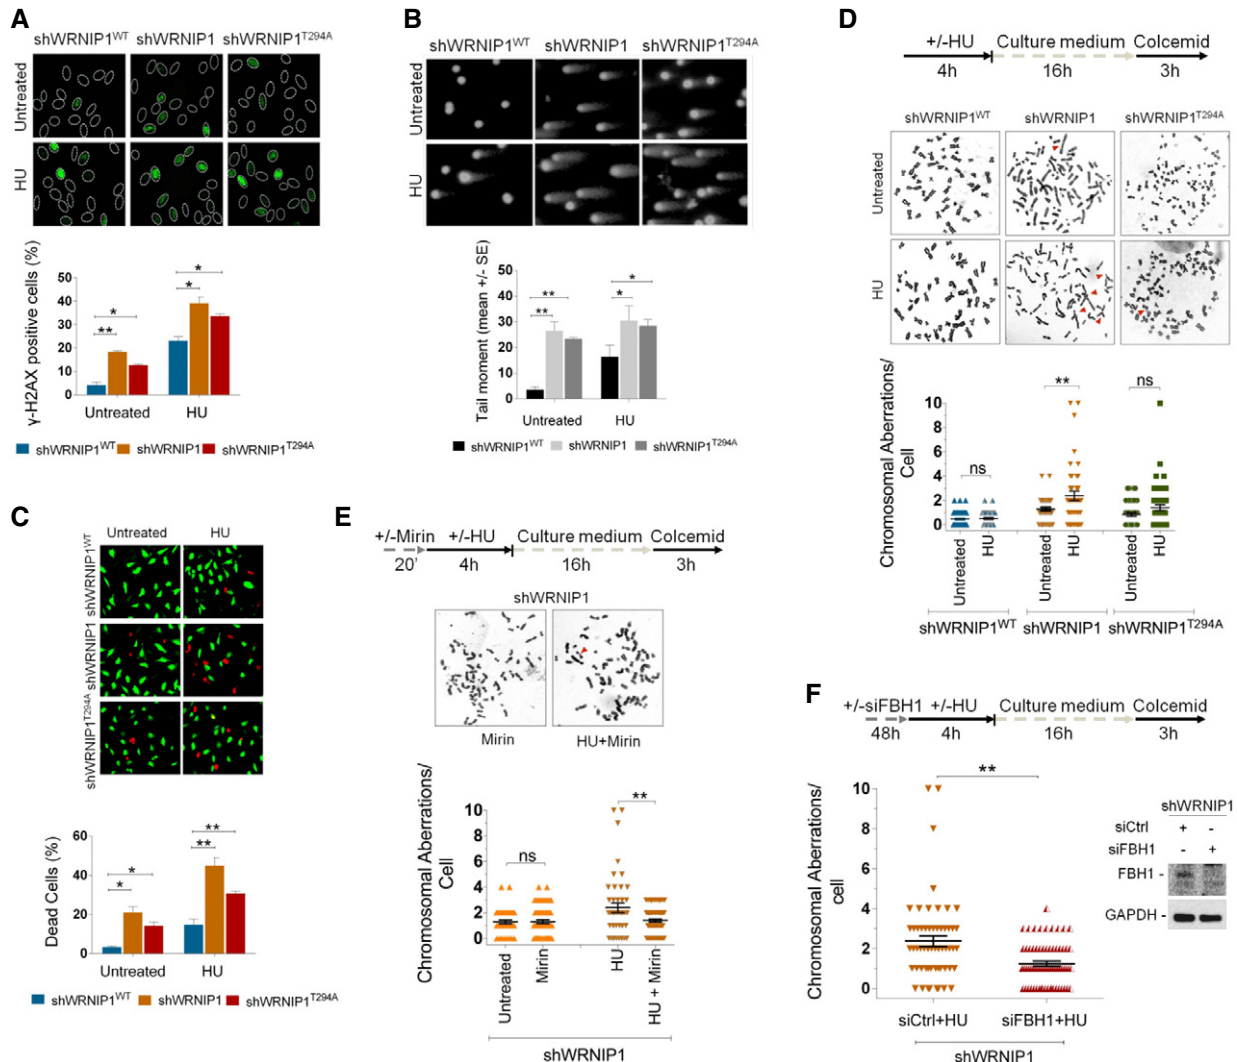 A
shWRNIP1WT shWRNIP1 shWRNIP1T294A
Untreated
HU
γ-H2AX positive cells (%)
50
40
30
20
10
0
** * * *
Untreated HU
shWRNIP1WT shWRNIP1 shWRNIP1T294A
B
shWRNIP1WT shWRNIP1 shWRNIP1T294A
Untreated
HU
Tail moment (mean +/- SE)
50
40
30
20
10
0
** ** * *
Untreated HU
shWRNIP1WT shWRNIP1 shWRNIP1T294A
C
Untreated HU
shWRNIP1WT
shWRNIP1
shWRNIP1T294A
Dead Cells (%)
60
40
20
0
* * ** **
Untreated HU
shWRNIP1WT shWRNIP1 shWRNIP1T294A
D
+/-HU Culture medium Colcemid
4h 16h 3h
shWRNIP1WT shWRNIP1 shWRNIP1T294A
Untreated
HU
Chromosomal Aberrations/
Cell
10
8
6
4
2
0
ns ** ns
Untreated HU Untreated HU Untreated HU
shWRNIP1WT shWRNIP1 shWRNIP1T294A
E
+/-Mirin +/-HU Culture medium Colcemid
20' 4h 16h 3h
shWRNIP1
Mirin HU+Mirin
Chromosomal Aberrations/
Cell
10
8
6
4
2
0
ns **
Untreated Mirin HU HU + Mirin
shWRNIP1
F
+/-siFBH1 +/-HU Culture medium Colcemid
48h 4h 16h 3h
Chromosomal Aberrations/
cell
10
8
6
4
2
0
**
siCtrl+HU siFBH1+HU
shWRNIP1
shWRNIP1
siCtrl + -
siFBH1 - +
FBH1 -
GAPDH -